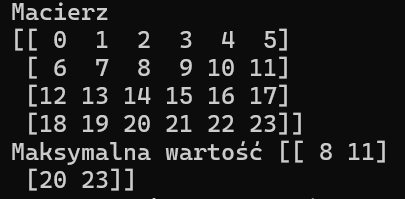 Macierz
[[ 0  1  2  3  4  5]
 [ 6  7  8  9 10 11]
 [12 13 14 15 16 17]
 [18 19 20 21 22 23]]
Maksymalna wartość [[ 8 11]
 [20 23]]